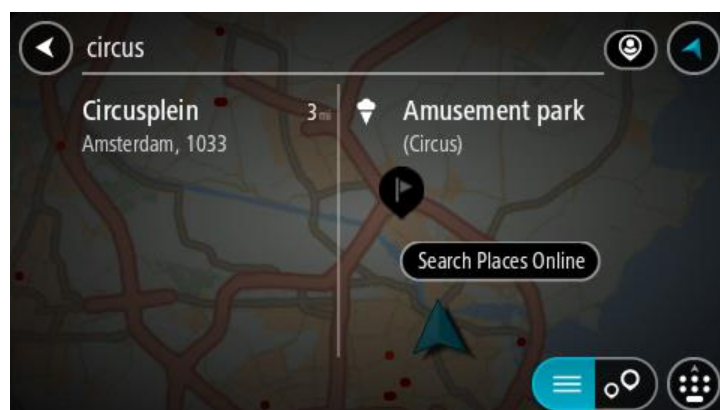 circus
Circusplein 3 mi
Amsterdam, 1033
Amusement park
(Circus)
Search Places Online